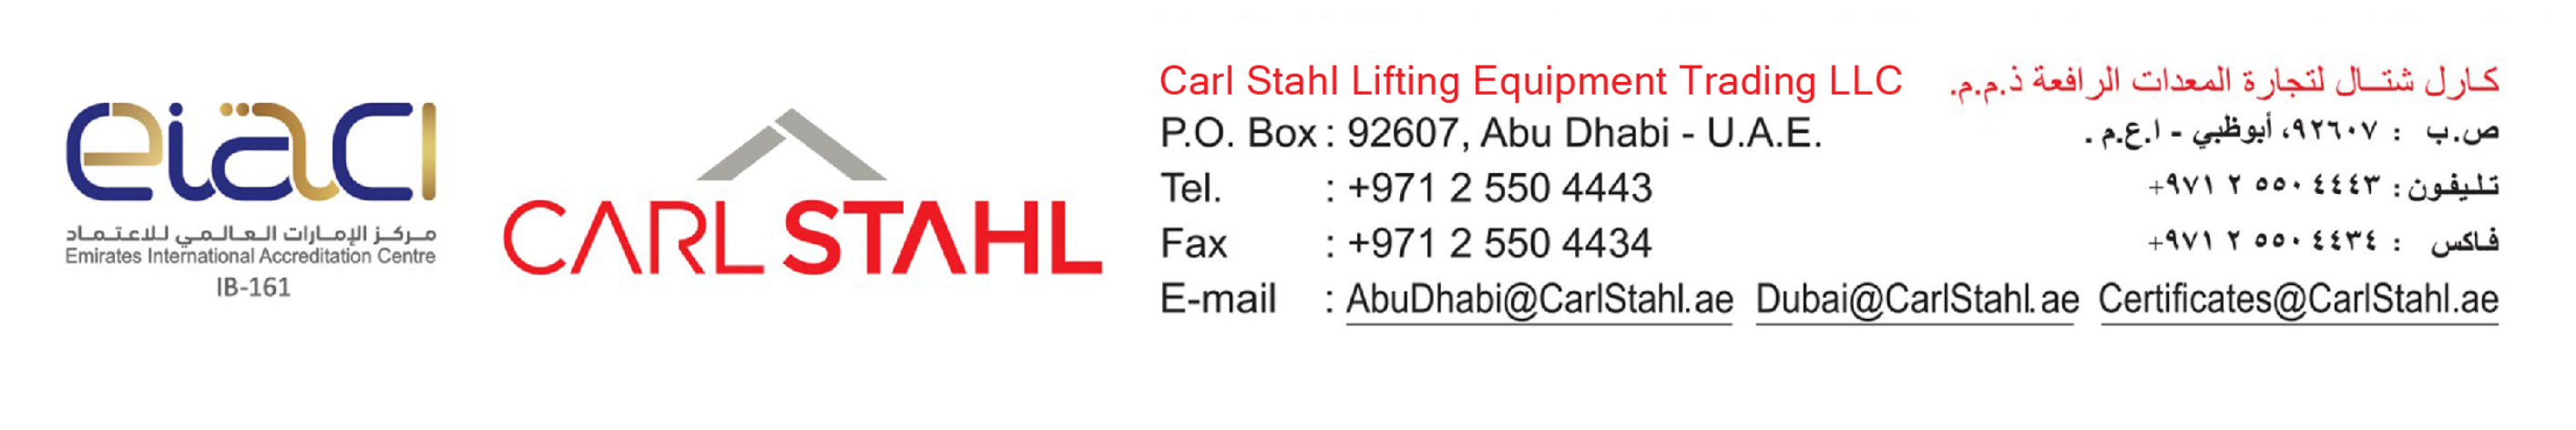 eiac
مركز الإمارات العالمي للاعتماد
Emirates International Accreditation Centre
IB-161
CARL STAHL
Carl Stahl Lifting Equipment Trading LLC
P.O. Box : 92607, Abu Dhabi - U.A.E.
Tel. : +971 2 550 4443
Fax : +971 2 550 4434
E-mail : AbuDhabi@CarlStahl.ae Dubai@CarlStahl.ae Certificates@CarlStahl.ae
كارل شتال لتجارة المعدات الرافعة ذ.م.م.
ص.ب : ٩٢٦٠٧، أبوظبي - ا.ع.م .
تليفون : ٤٤٤٣ ٥٥٠ ٢ ٩٧١+
فاكس : ٤٤٣٤ ٥٥٠ ٢ ٩٧١+